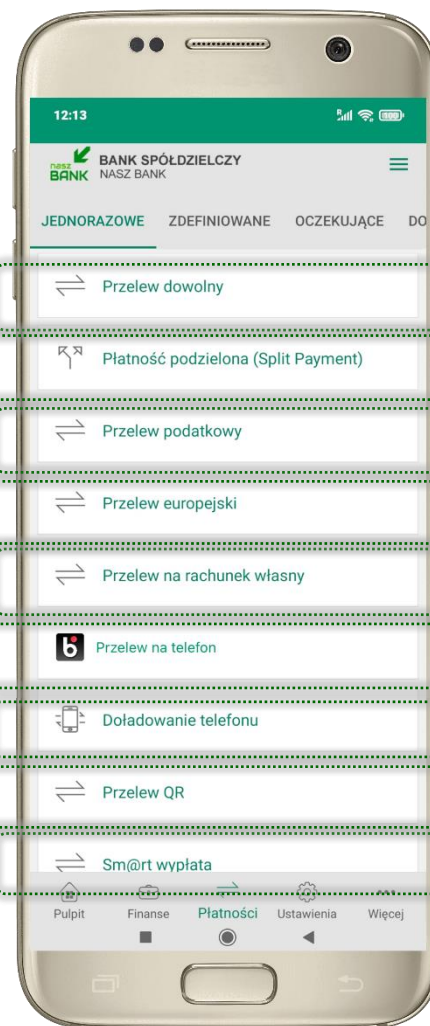 12:13
100
nasz
BANK
BANK SPÓŁDZIELCZY
NASZ BANK
JEDNORAZOWE ZDEFINIOWANE OCZEKUJĄCE DO
Przelew dowolny
Płatność podzielona (Split Payment)
Przelew podatkowy
Przelew europejski
Przelew na rachunek własny
Przelew na telefon
Doładowanie telefonu
Przelew QR
Sm@rt wypłata
Pulpit Finanse Płatności Ustawienia Więcej